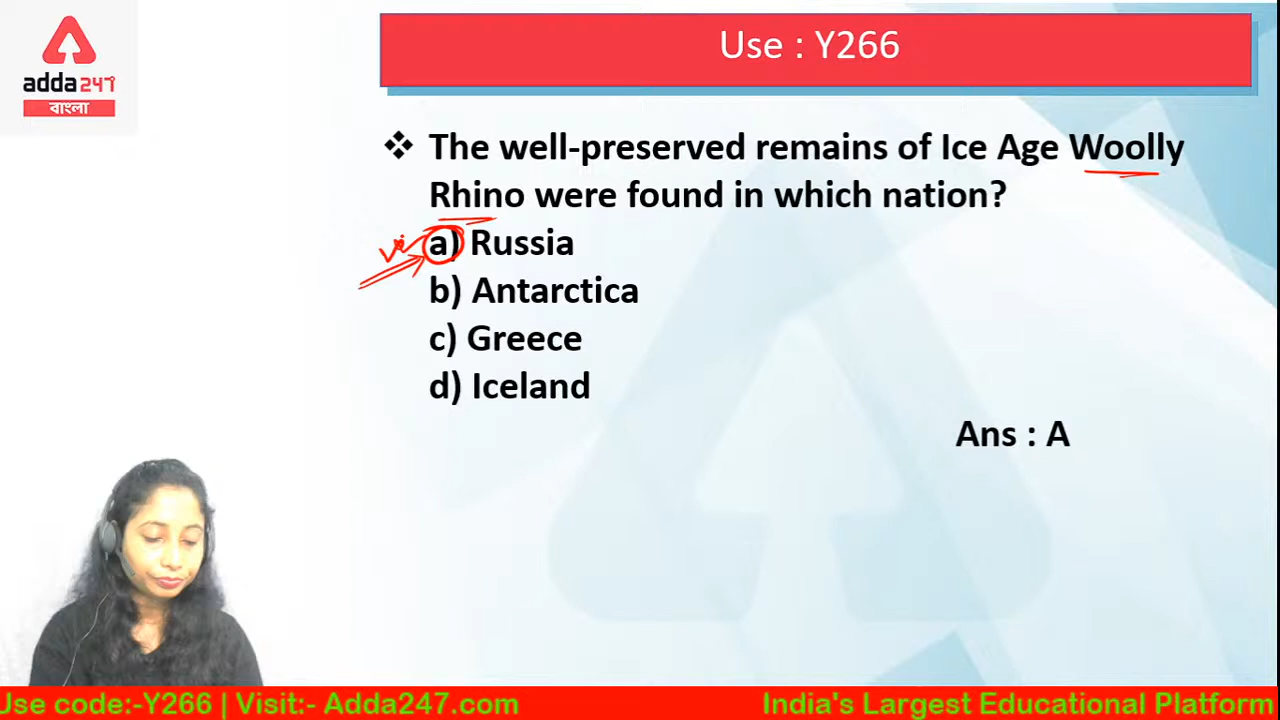 adda247
বাংলা
Use : Y266
❖ The well-preserved remains of Ice Age Woolly
Rhino were found in which nation?
a) Russia
b) Antarctica
c) Greece
d) Iceland
Ans : A
Use code:-Y266 | Visit:- Adda247.com
India's Largest Educational Platform